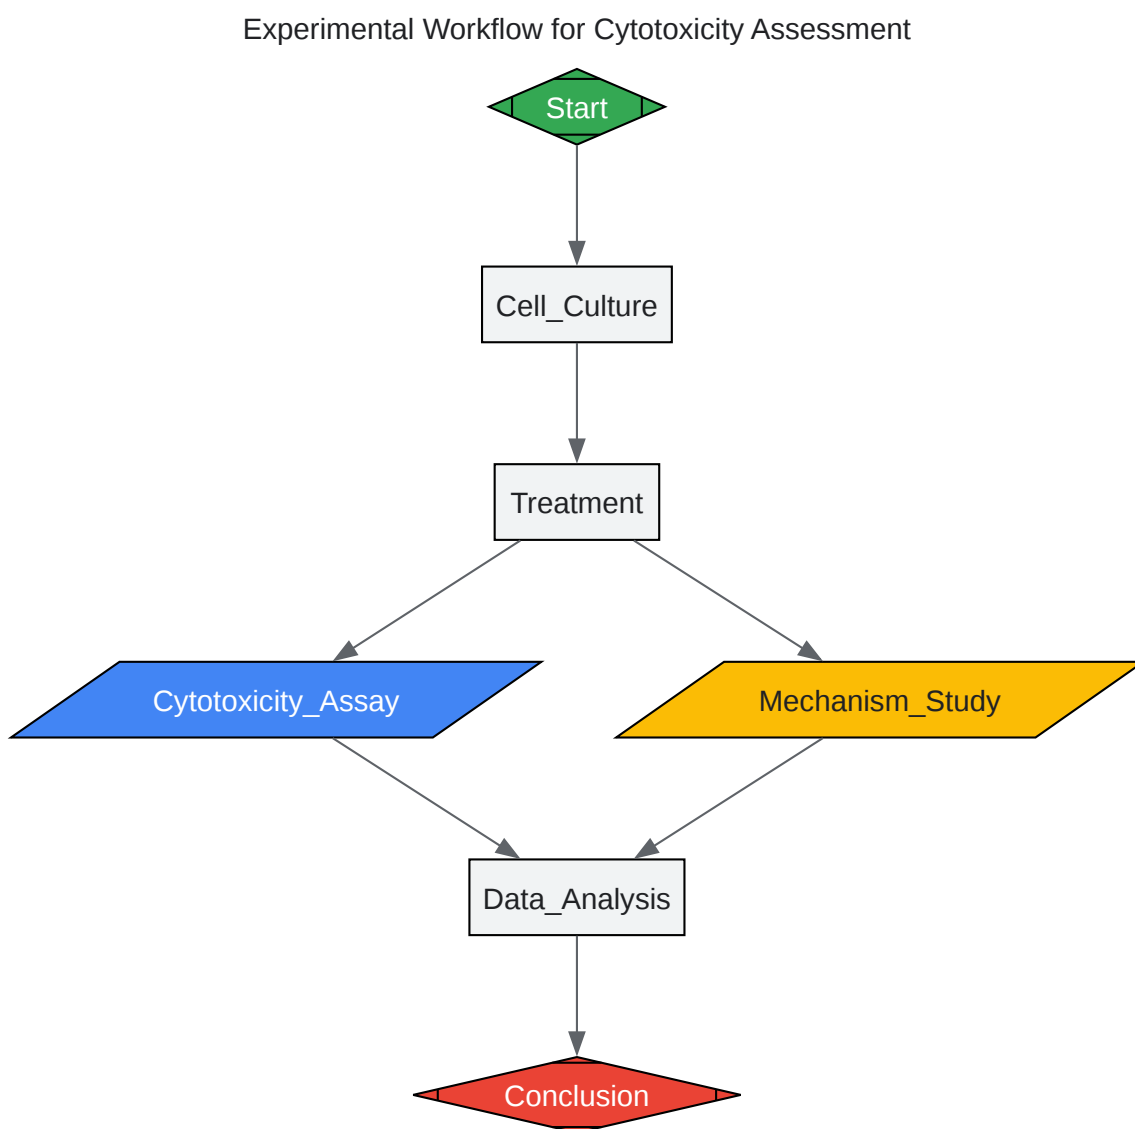 Experimental Workflow for Cytotoxicity Assessment
Start
Cell_Culture
Treatment
Cytotoxicity_Assay
Mechanism_Study
Data_Analysis
Conclusion